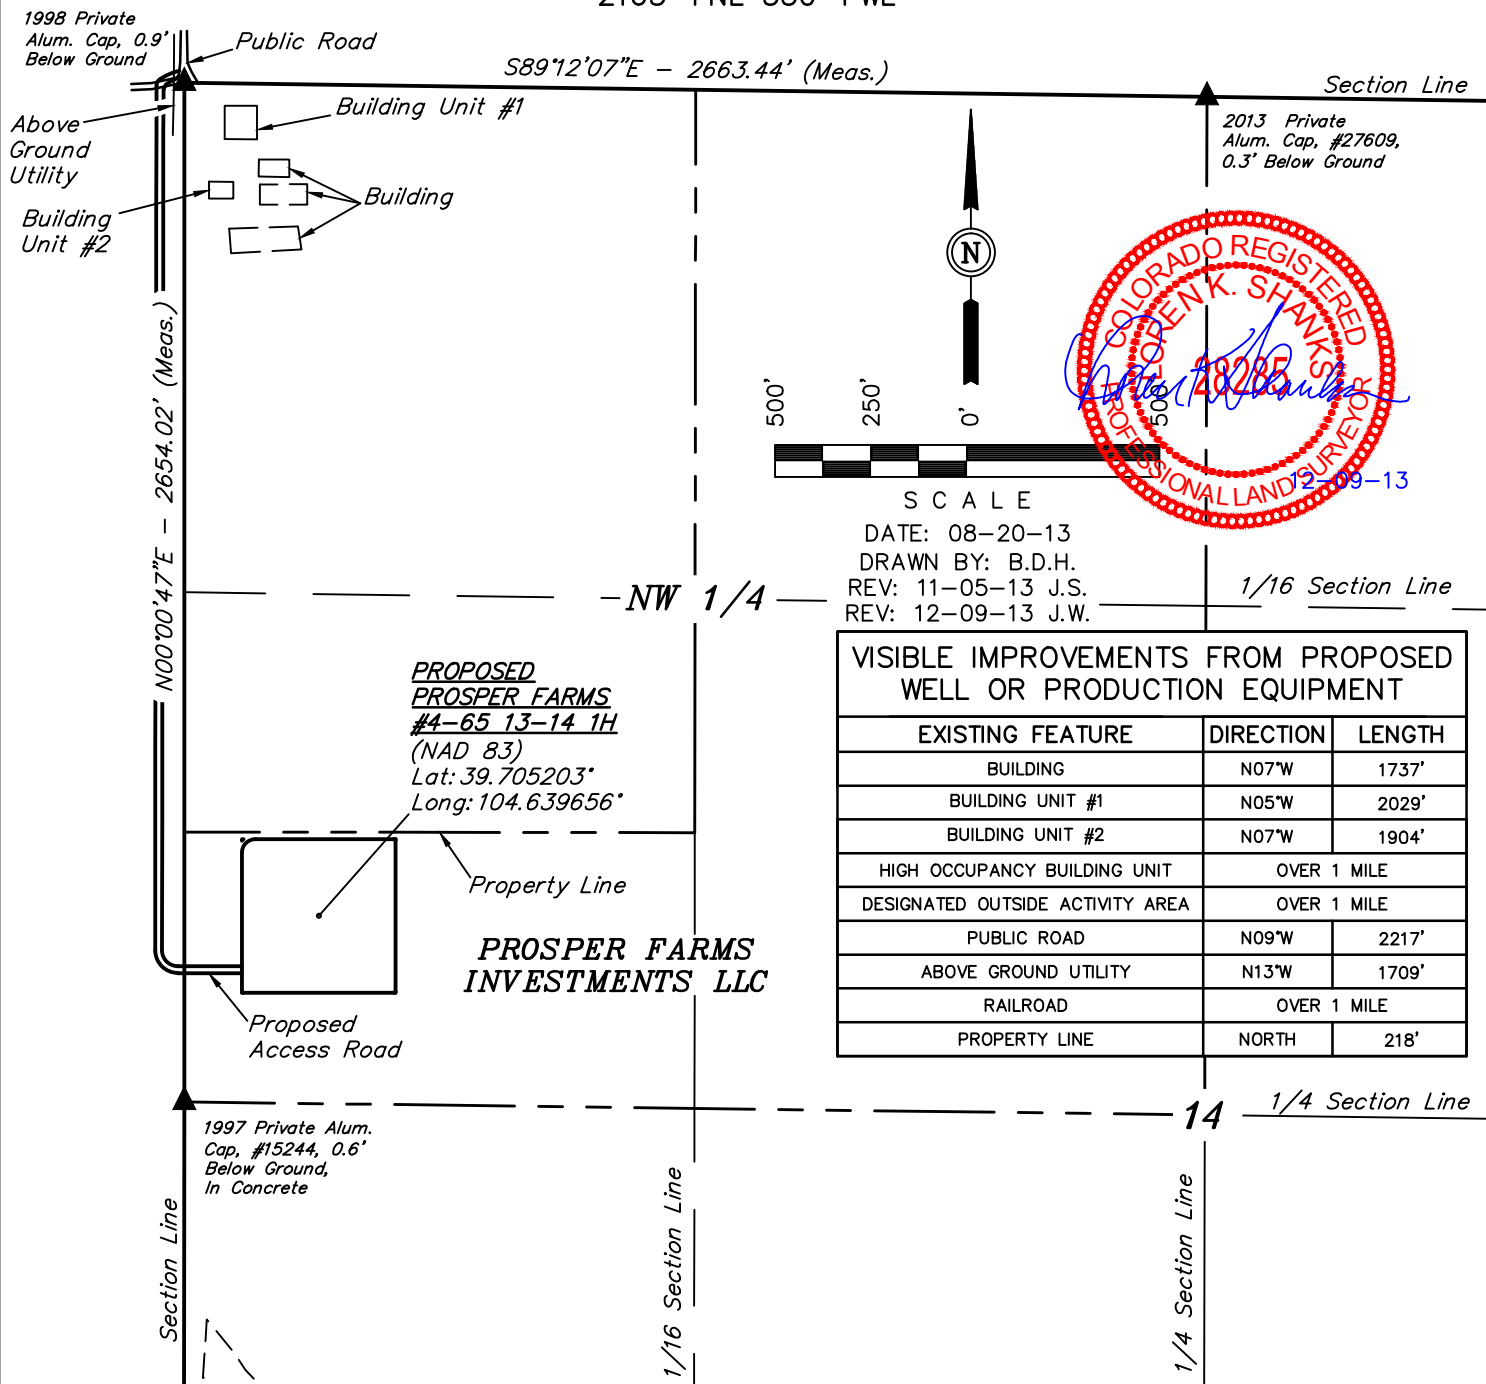 1998 Private
Alum. Cap, 0.9'
Below Ground
Public Road
S89°12'07"E - 2663.44' (Meas.)
Section Line
Above
Ground
Utility
Building Unit #1
Building
Building
Unit #2
2013 Private
Alum. Cap, #27609,
0.3' Below Ground
N
N00°00'47"E - 2654.02' (Meas.)
500'
250'
0'
500'
SCALE
COLORADO REGISTERED
LOREN K. SHANKS
28285
PROFESSIONAL LAND SURVEYOR
12-09-13
DATE: 08-20-13
DRAWN BY: B.D.H.
REV: 11-05-13 J.S.
REV: 12-09-13 J.W.
NW 1/4
1/16 Section Line
PROPOSED
PROSPER FARMS
#4-65 13-14 1H
(NAD 83)
Lat: 39.705203°
Long: 104.639656°
Property Line
PROSPER FARMS
INVESTMENTS LLC
Proposed
Access Road
VISIBLE IMPROVEMENTS FROM PROPOSED
WELL OR PRODUCTION EQUIPMENT
EXISTING FEATURE DIRECTION LENGTH
BUILDING N07°W 1737'
BUILDING UNIT #1 N05°W 2029'
BUILDING UNIT #2 N07°W 1904'
HIGH OCCUPANCY BUILDING UNIT OVER 1 MILE
DESIGNATED OUTSIDE ACTIVITY AREA OVER 1 MILE
PUBLIC ROAD N09°W 2217'
ABOVE GROUND UTILITY N13°W 1709'
RAILROAD OVER 1 MILE
PROPERTY LINE NORTH 218'
14
1/4 Section Line
1997 Private Alum.
Cap, #15244, 0.6'
Below Ground,
In Concrete
Section Line
1/16 Section Line
1/4 Section Line